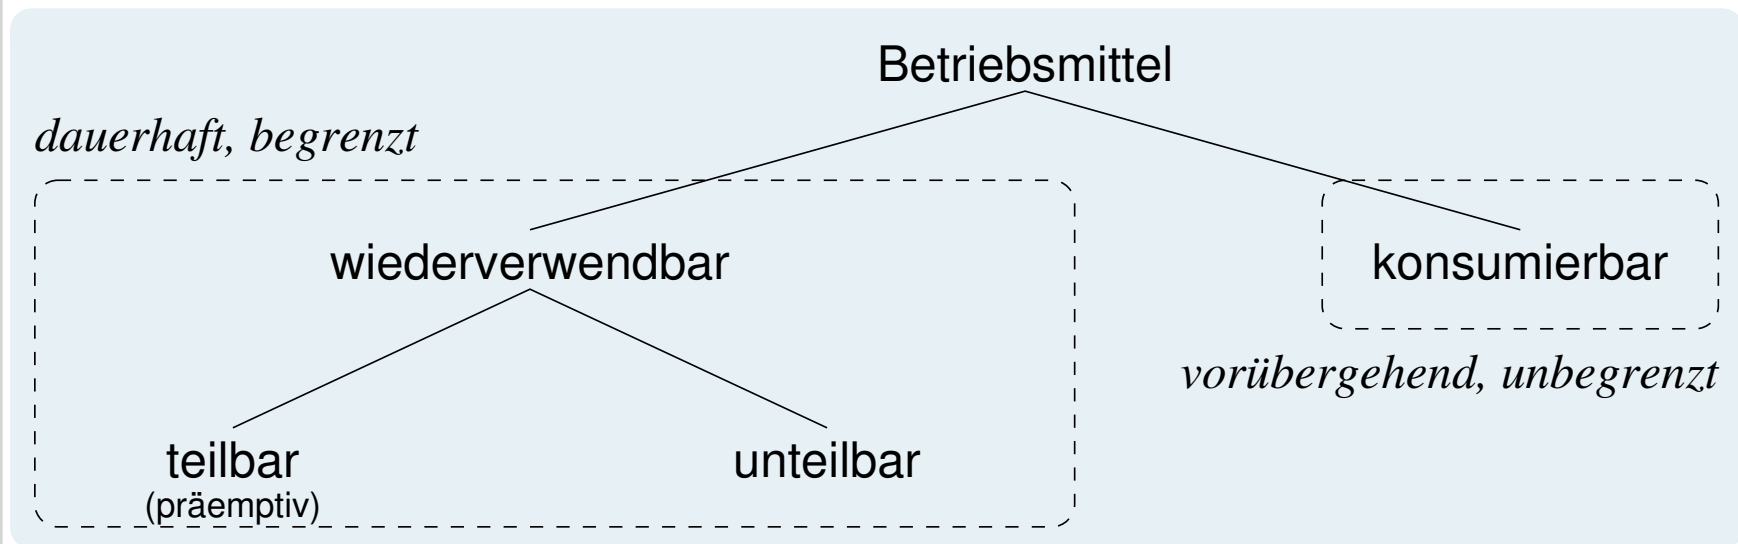 Betriebsmittel
dauerhaft, begrenzt
wiederverwendbar
konsumierbar
vorübergehend, unbegrenzt
teilbar
unteilbar
(präemptiv)